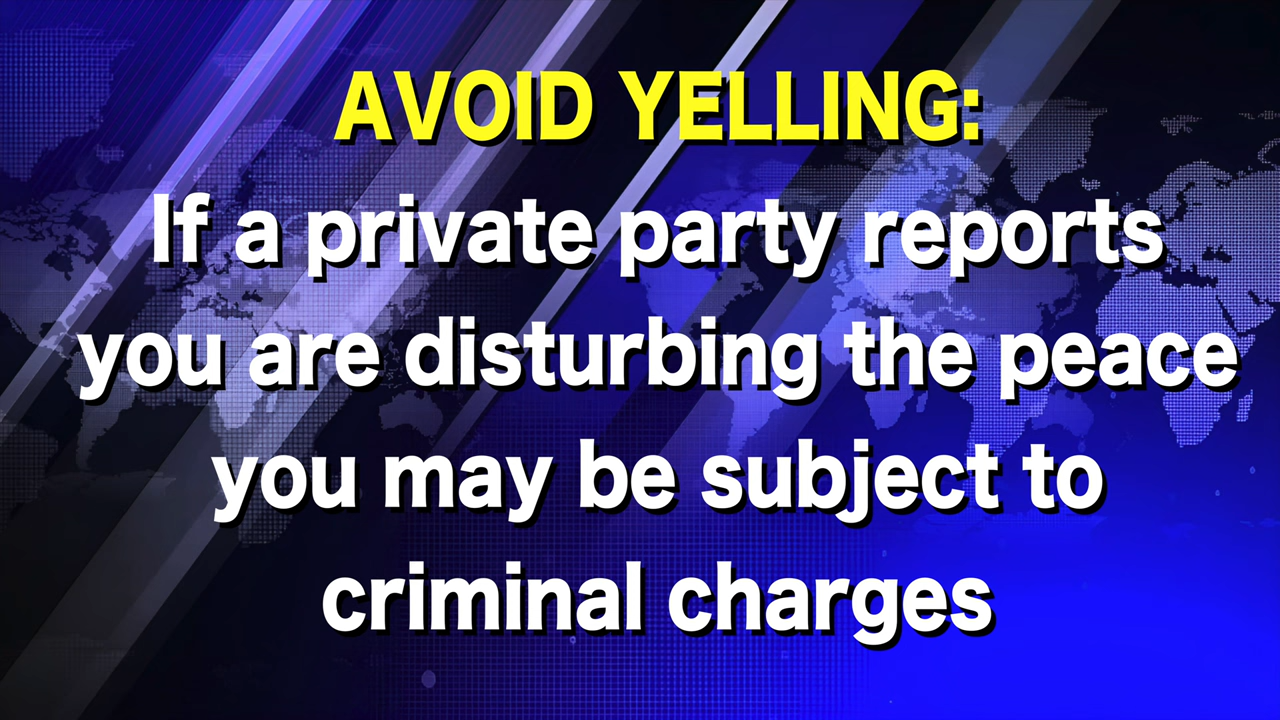 AVOID YELLING:
If a private party reports
you are disturbing the peace
you may be subject to
criminal charges